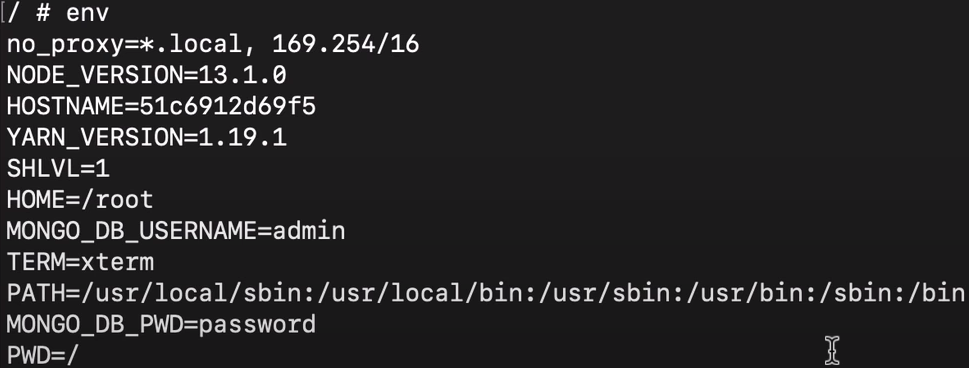 [/ # env
no_proxy=*.local, 169.254/16
NODE_VERSION=13.1.0
HOSTNAME=51c6912d69f5
YARN_VERSION=1.19.1
SHLVL=1
HOME=/root
MONGO_DB_USERNAME=admin
TERM=xterm
PATH=/usr/local/sbin:/usr/local/bin:/usr/sbin:/usr/bin:/sbin:/bin
MONGO_DB_PWD=password
PWD=/